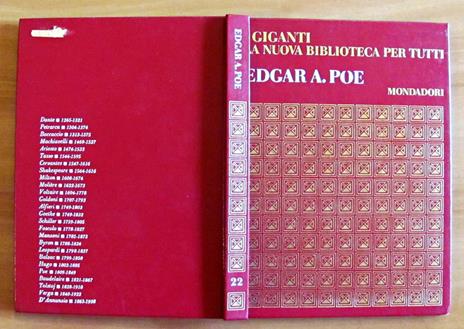 Dante ■ 1265-1321
Petrarca ■ 1304-1374
Boccaccio ■ 1313-1375
Machiavelli ■ 1469-1527
Ariosto ■ 1474-1533
Tasso ■ 1544-1595
Cervantes ■ 1547-1616
Shakespeare ■ 1564-1616
Milton ■ 1608-1674
Molière ■ 1622-1673
Voltaire ■ 1694-1778
Goldoni ■ 1707-1793
Alfieri ■ 1749-1803
Goethe ■ 1749-1832
Schiller ■ 1759-1805
Foscolo ■ 1778-1827
Manzoni ■ 1785-1873
Byron ■ 1788-1824
Leopardi ■ 1798-1837
Balzac ■ 1799-1850
Hugo ■ 1802-1885
Poe ■ 1809-1849
Baudelaire ■ 1821-1867
Tolstoj ■ 1828-1910
Verga ■ 1840-1922
D'Annunzio ■ 1863-1938
EDGAR A. POE
22
GIGANTI
A NUOVA BIBLIOTECA PER TUTTI
EDGAR A. POE
MONDADORI